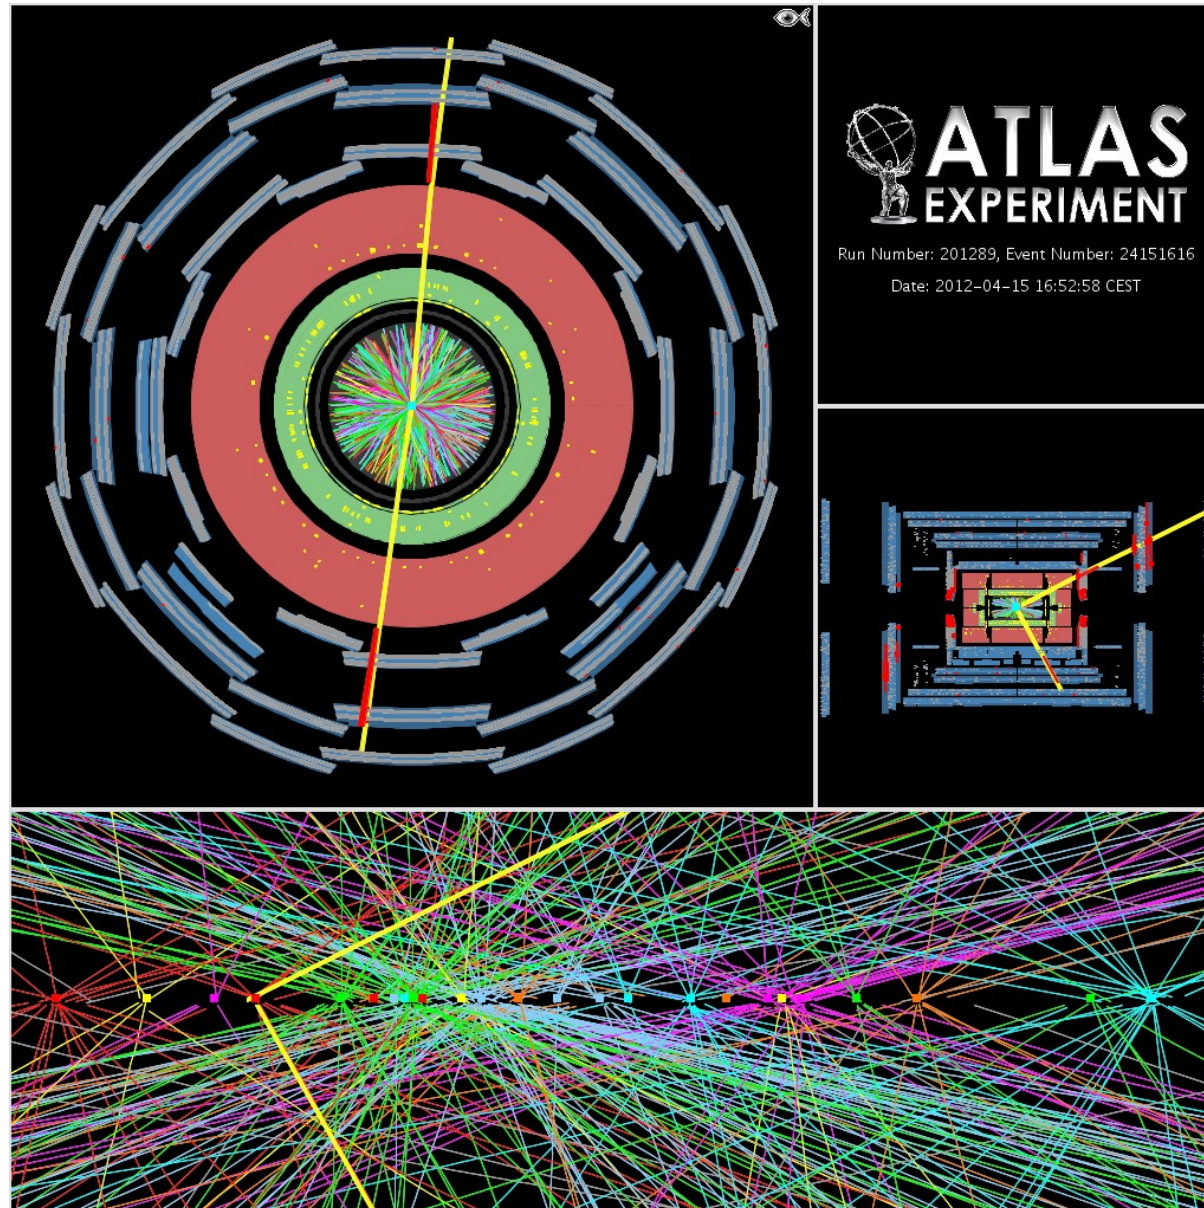 ATLAS
EXPERIMENT
Run Number: 201289, Event Number: 24151616
Date: 2012-04-15 16:52:58 CEST